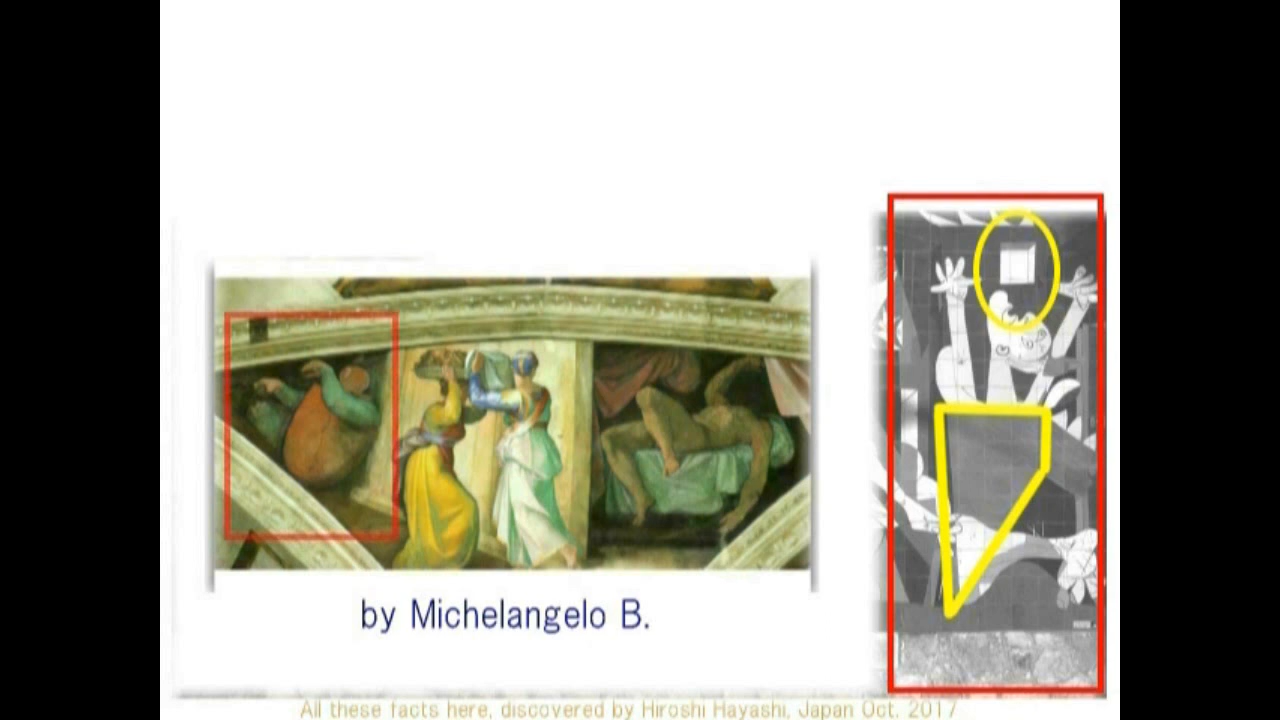 by Michelangelo B.
All these facts here, discovered by Hiroshi Hayashi, Japan Oct. 2017